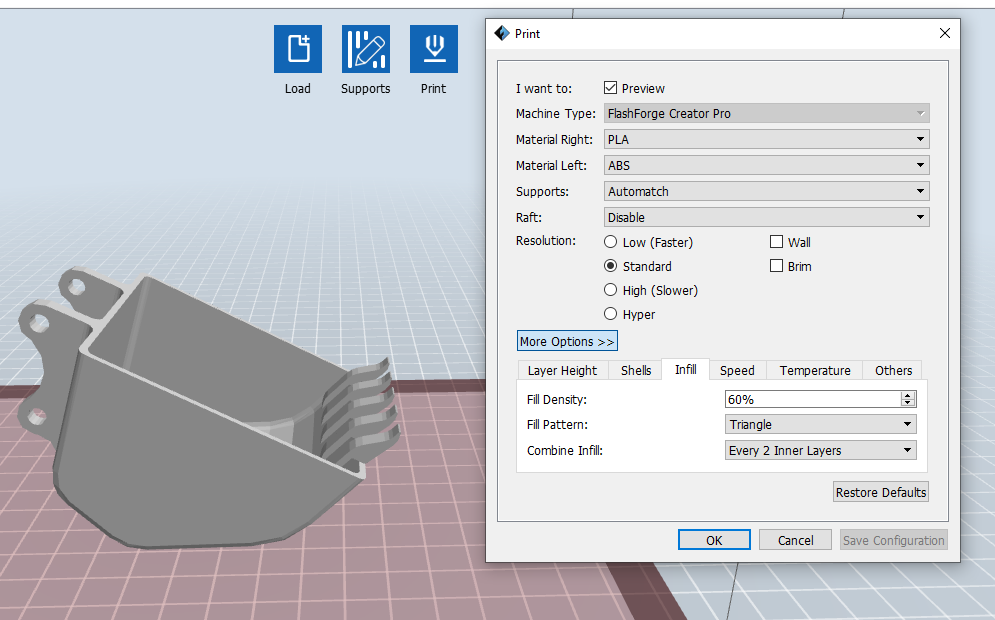 Load
Supports
Print
Print
I want to:
Preview
Machine Type:
FlashForge Creator Pro
Material Right:
PLA
Material Left:
ABS
Supports:
Automatch
Raft:
Disable
Resolution:
Low (Faster)
Wall
Standard
Brim
High (Slower)
Hyper
More Options >>
Layer Height
Shells
Infill
Speed
Temperature
Others
Fill Density:
60%
Fill Pattern:
Triangle
Combine Infill:
Every 2 Inner Layers
Restore Defaults
OK
Cancel
Save Configuration